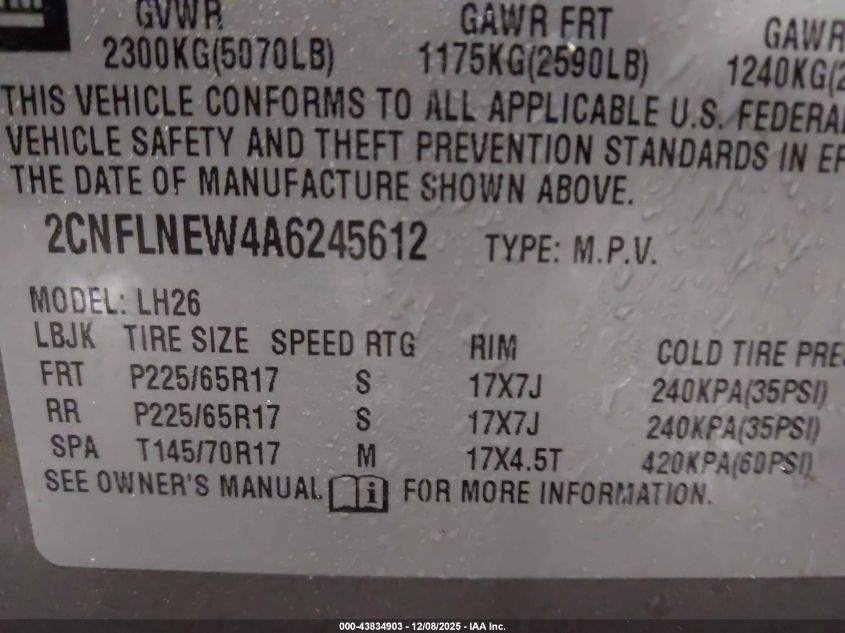 GVWR GAWR FRT GAWR
2300KG(5070LB) 1175KG(2590LB) 1240KG(2
THIS VEHICLE CONFORMS TO ALL APPLICABLE U.S. FEDERAL
VEHICLE SAFETY AND THEFT PREVENTION STANDARDS IN EF
THE DATE OF MANUFACTURE SHOWN ABOVE.
2CNFLNEW4A6245612 TYPE: M.P.V.
MODEL: LH26
LBJK TIRE SIZE SPEED RTG RIM COLD TIRE PRES
FRT P225/65R17 S 17X7J 240KPA(35PSI)
RR P225/65R17 S 17X7J 240KPA(35PSI)
SPA T145/70R17 M 17X4.5T 420KPA(60PSI)
SEE OWNER'S MANUAL i FOR MORE INFORMATION.
000-43834903 - 12/08/2025 - IAA Inc.